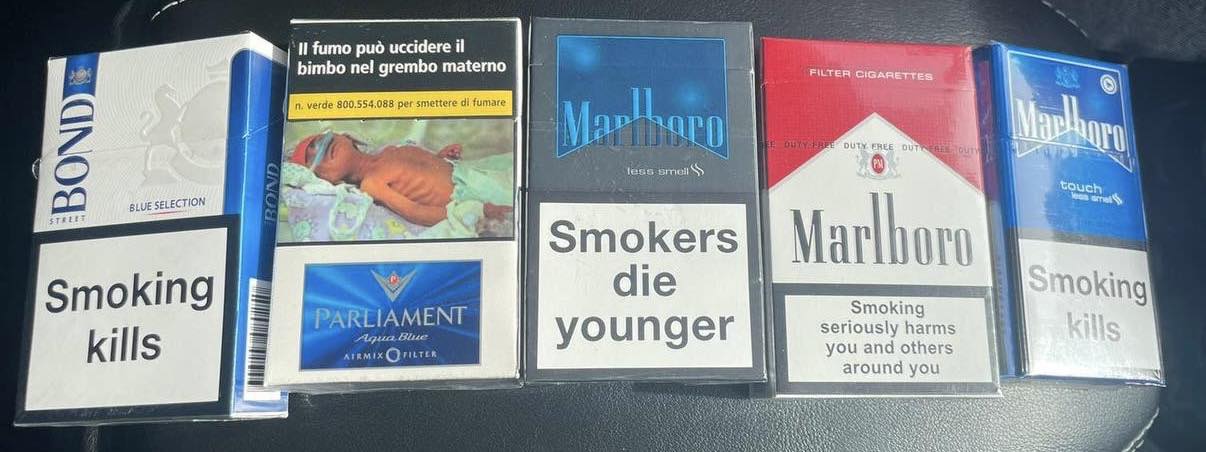 BOND
STREET
BLUE SELECTION
BOND
Smoking
kills
Il fumo può uccidere il
bimbo nel grembo materno
n. verde 800.554.088 per smettere di fumare
PARLIAMENT
Aqua Blue
AIRMIX FILTER
Marlboro
less smell
Smokers
die
younger
FILTER CIGARETTES
DUTY FREE DUTY FREE DUTY FREE DUTY
PM
Marlboro
Smoking
seriously harms
you and others
around you
Marlboro
touch
less smell
Smoking
kills